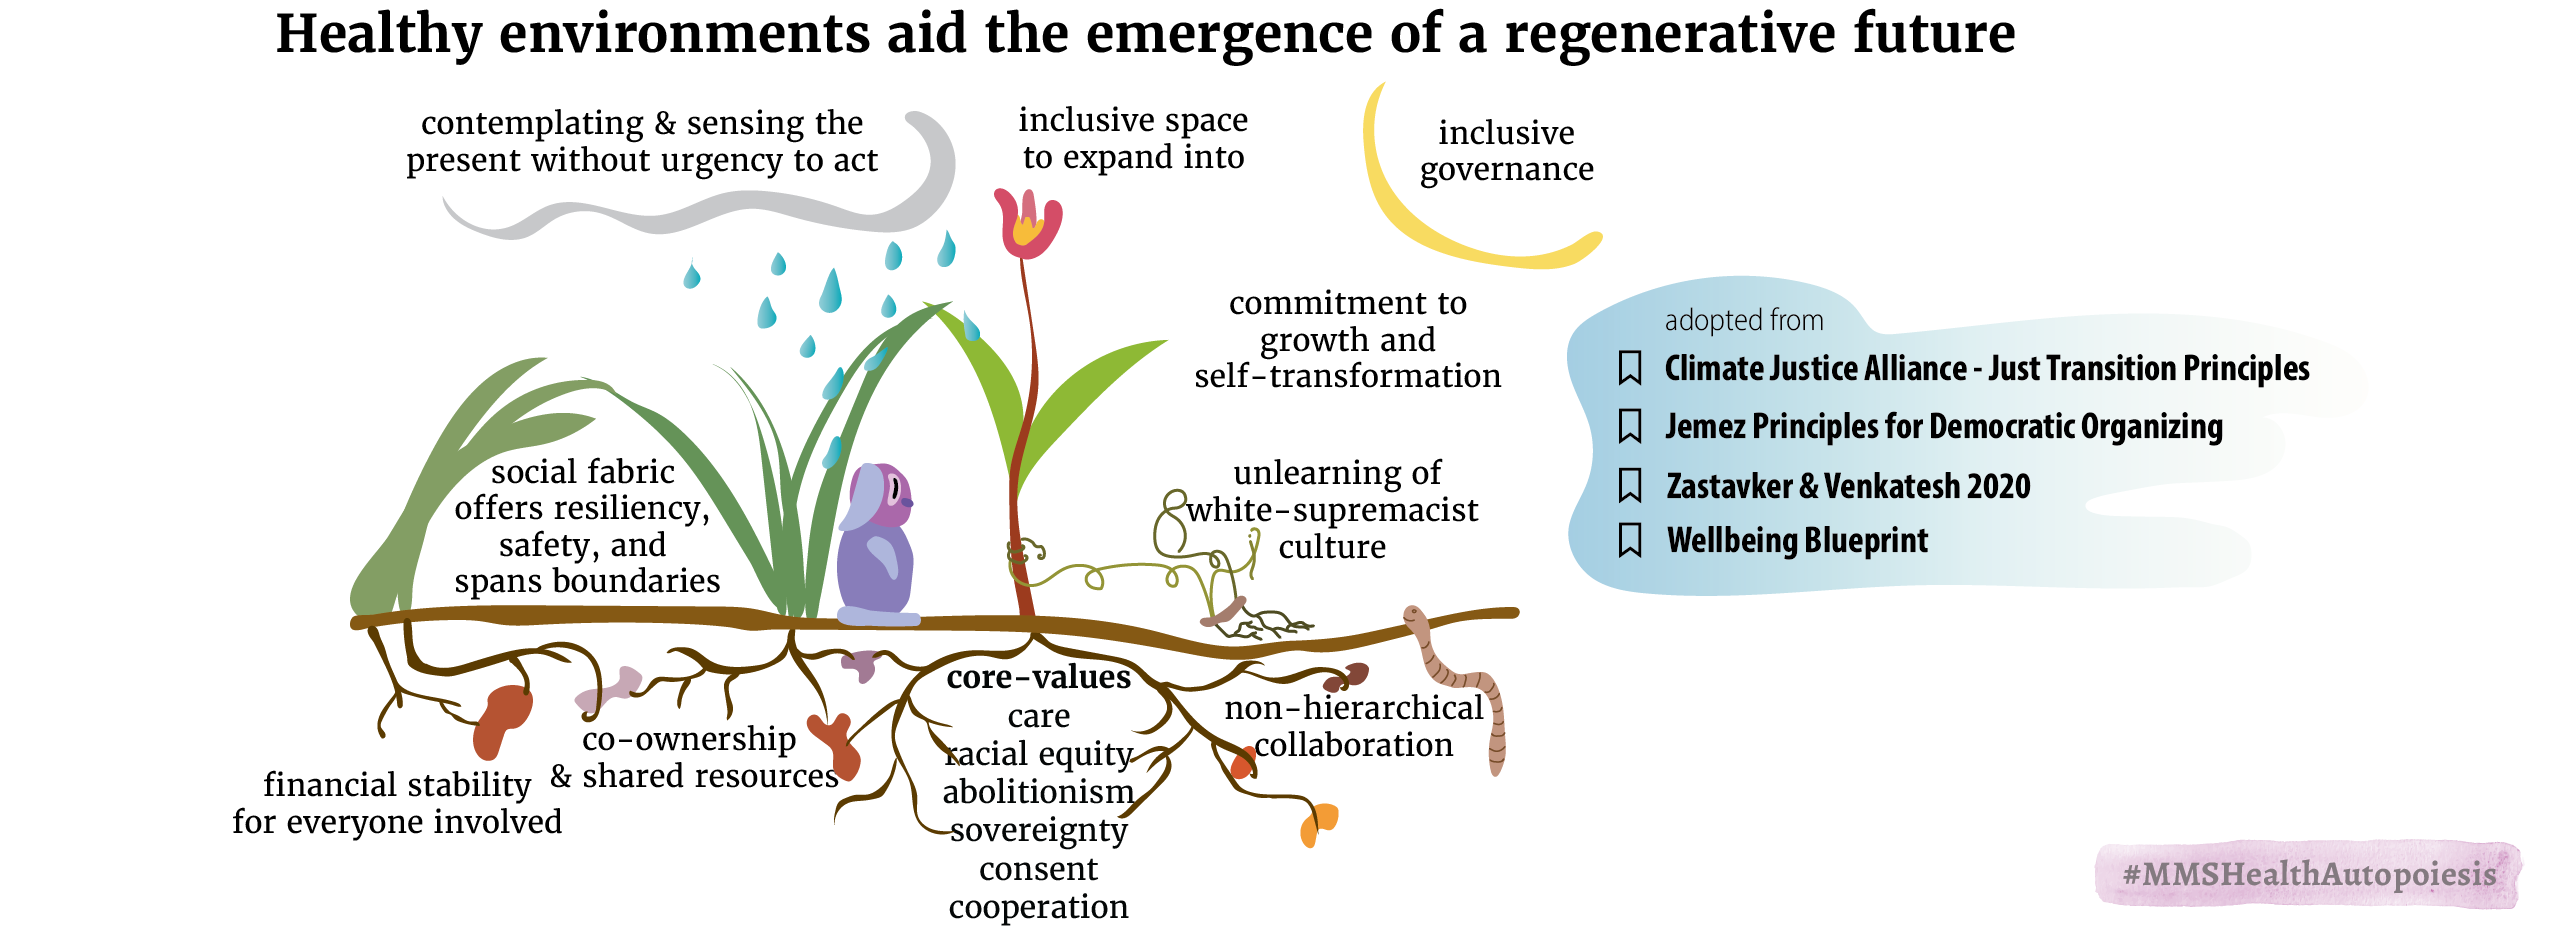 Healthy environments aid the emergence of a regenerative future
contemplating & sensing the
present without urgency to act
inclusive space
to expand into
inclusive
governance
commitment to
growth and
self-transformation
adopted from
Climate Justice Alliance - Just Transition Principles
Jemez Principles for Democratic Organizing
Zastavker & Venkatesh 2020
Wellbeing Blueprint
social fabric
offers resiliency,
safety, and
spans boundaries
unlearning of
white-supremacist
culture
financial stability
for everyone involved
co-ownership
& shared resources
core-values
care
racial equity
abolitionism
sovereignty
consent
cooperation
non-hierarchical
collaboration
#MMSHealthAutopoiesis